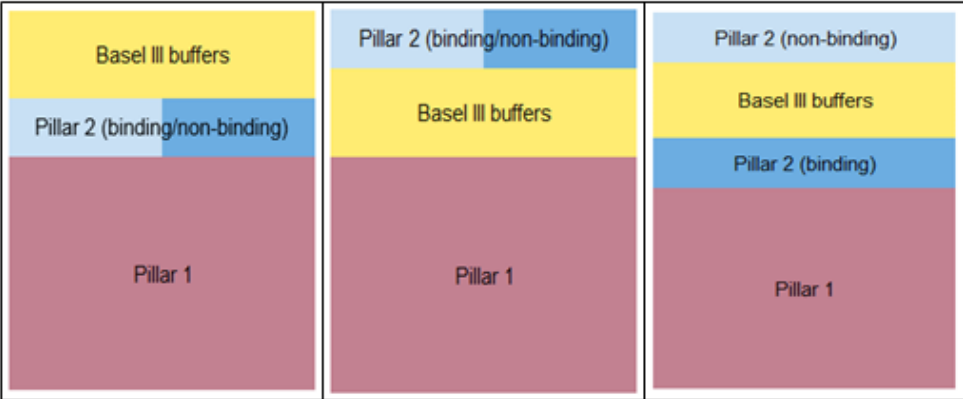 Basel III buffers
Pillar 2 (binding/non-binding)
Pillar 1
Pillar 2 (binding/non-binding)
Basel III buffers
Pillar 1
Pillar 2 (non-binding)
Basel III buffers
Pillar 2 (binding)
Pillar 1